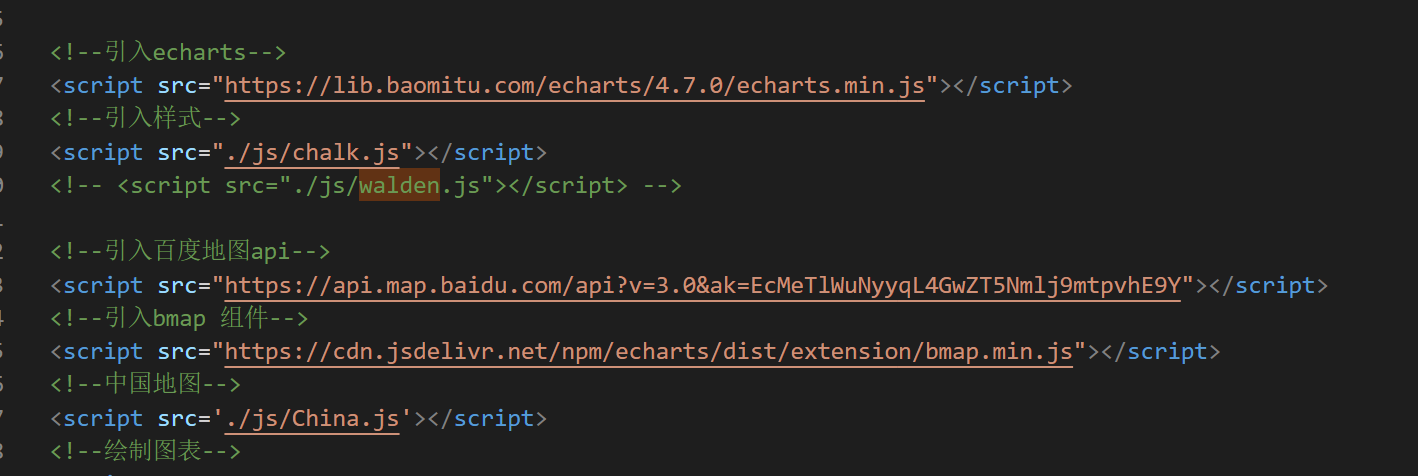 <!--引入echarts-->
<script src="https://lib.baomitu.com/echarts/4.7.0/echarts.min.js"></script>
<!--引入样式-->
<script src="./js/chalk.js"></script>
<!-- <script src="./js/walden.js"></script> -->
<!--引入百度地图api-->
<script src="https://api.map.baidu.com/api?v=3.0&ak=EcMeTlWuNyyqL4GwZT5Nmlj9mtpvhE9Y"></script>
<!--引入bmap 组件-->
<script src="https://cdn.jsdelivr.net/npm/echarts/dist/extension/bmap.min.js"></script>
<!--中国地图-->
<script src='./js/China.js'></script>
<!--绘制图表-->